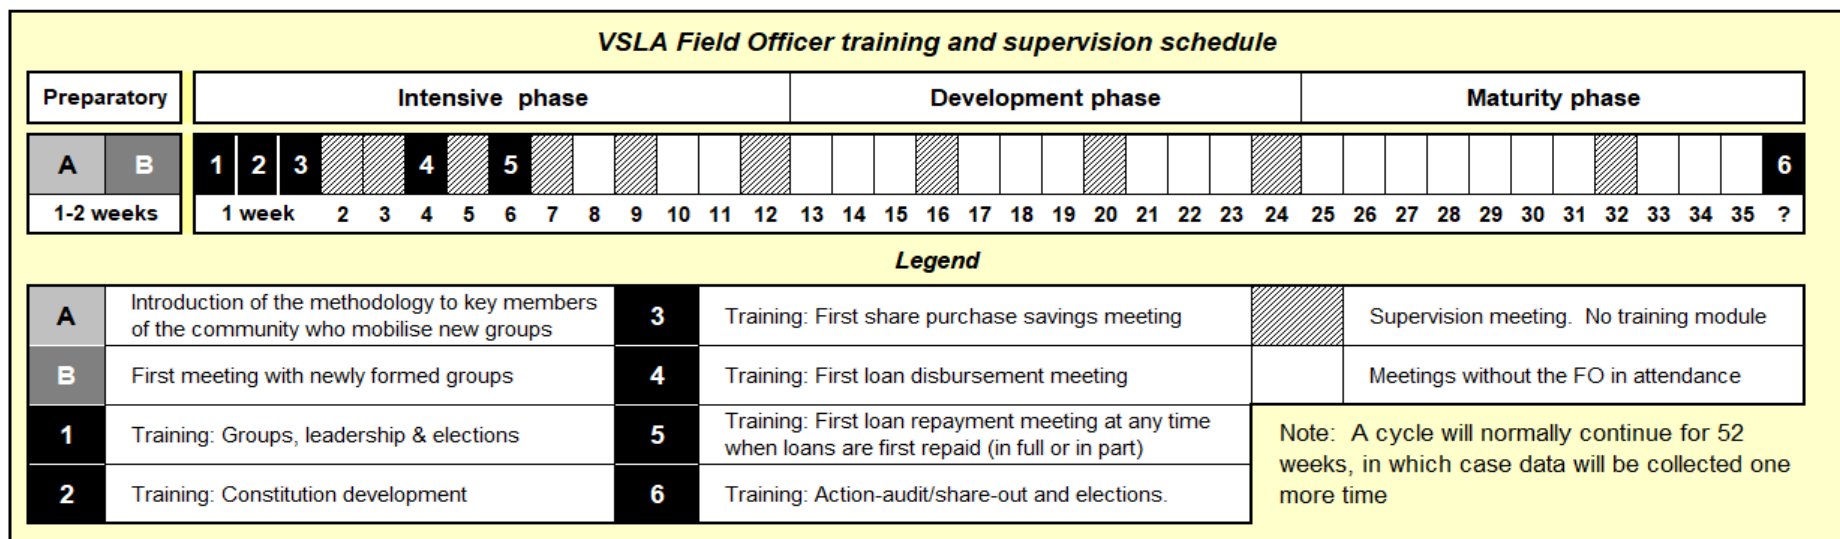 VSLA Field Officer training and supervision schedule
Preparatory Intensive phase Development phase Maturity phase
A B 1 2 3 4 5 6
1-2 weeks 1 week 2 3 4 5 6 7 8 9 10 11 12 13 14 15 16 17 18 19 20 21 22 23 24 25 26 27 28 29 30 31 32 33 34 35 ?
Legend
A
Introduction of the methodology to key members
of the community who mobilise new groups
B
First meeting with newly formed groups
1
Training: Groups, leadership & elections
2
Training: Constitution development
3
Training: First share purchase savings meeting
4
Training: First loan disbursement meeting
5
Training: First loan repayment meeting at any time
when loans are first repaid (in full or in part)
6
Training: Action-audit/share-out and elections.
Supervision meeting. No training module
Meetings without the FO in attendance
Note: A cycle will normally continue for 52
weeks, in which case data will be collected one
more time